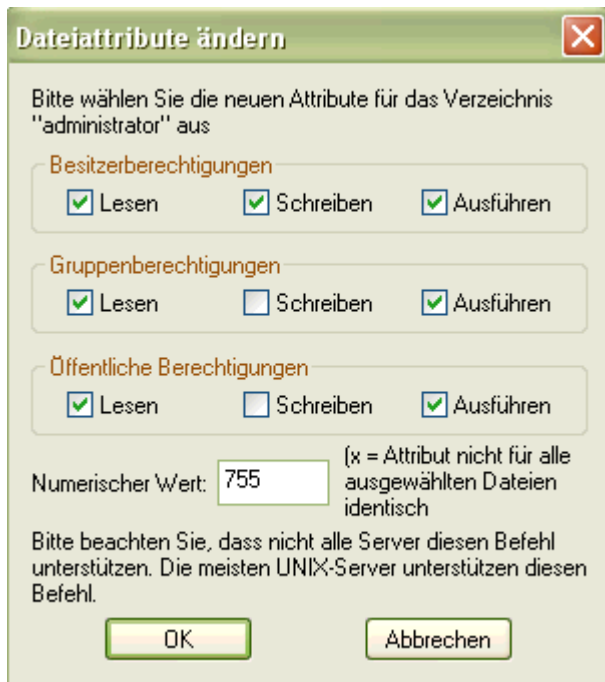 Dateiattribute ändern
Bitte wählen Sie die neuen Attribute für das Verzeichnis
"administrator" aus
Besitzerberechtigungen
Lesen Schreiben Ausführen
Gruppenberechtigungen
Lesen Schreiben Ausführen
Öffentliche Berechtigungen
Lesen Schreiben Ausführen
Numerischer Wert: 755
(x = Attribut nicht für alle
ausgewählten Dateien
identisch
Bitte beachten Sie, dass nicht alle Server diesen Befehl
unterstützen. Die meisten UNIX-Server unterstützen diesen
Befehl.
OK Abbrechen